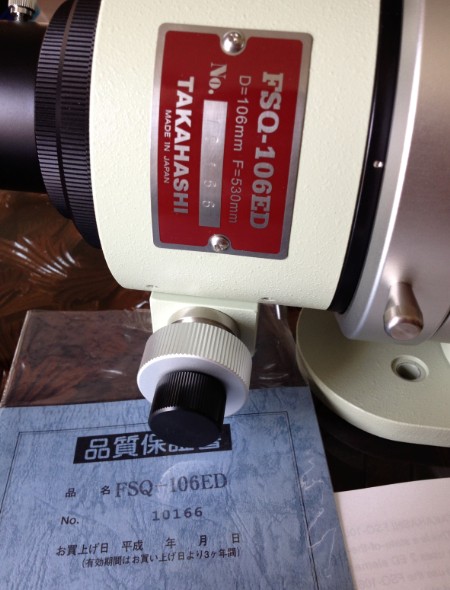 FSQ-106ED
D=106mm F=530mm
No.
TAKAHASHI
MADE IN JAPAN
品質保証書
品 名 FSQ-106ED
No. 10166
お買上げ日 平成 年 月 日
(有効期間はお買い上げ日より3ヶ年間)